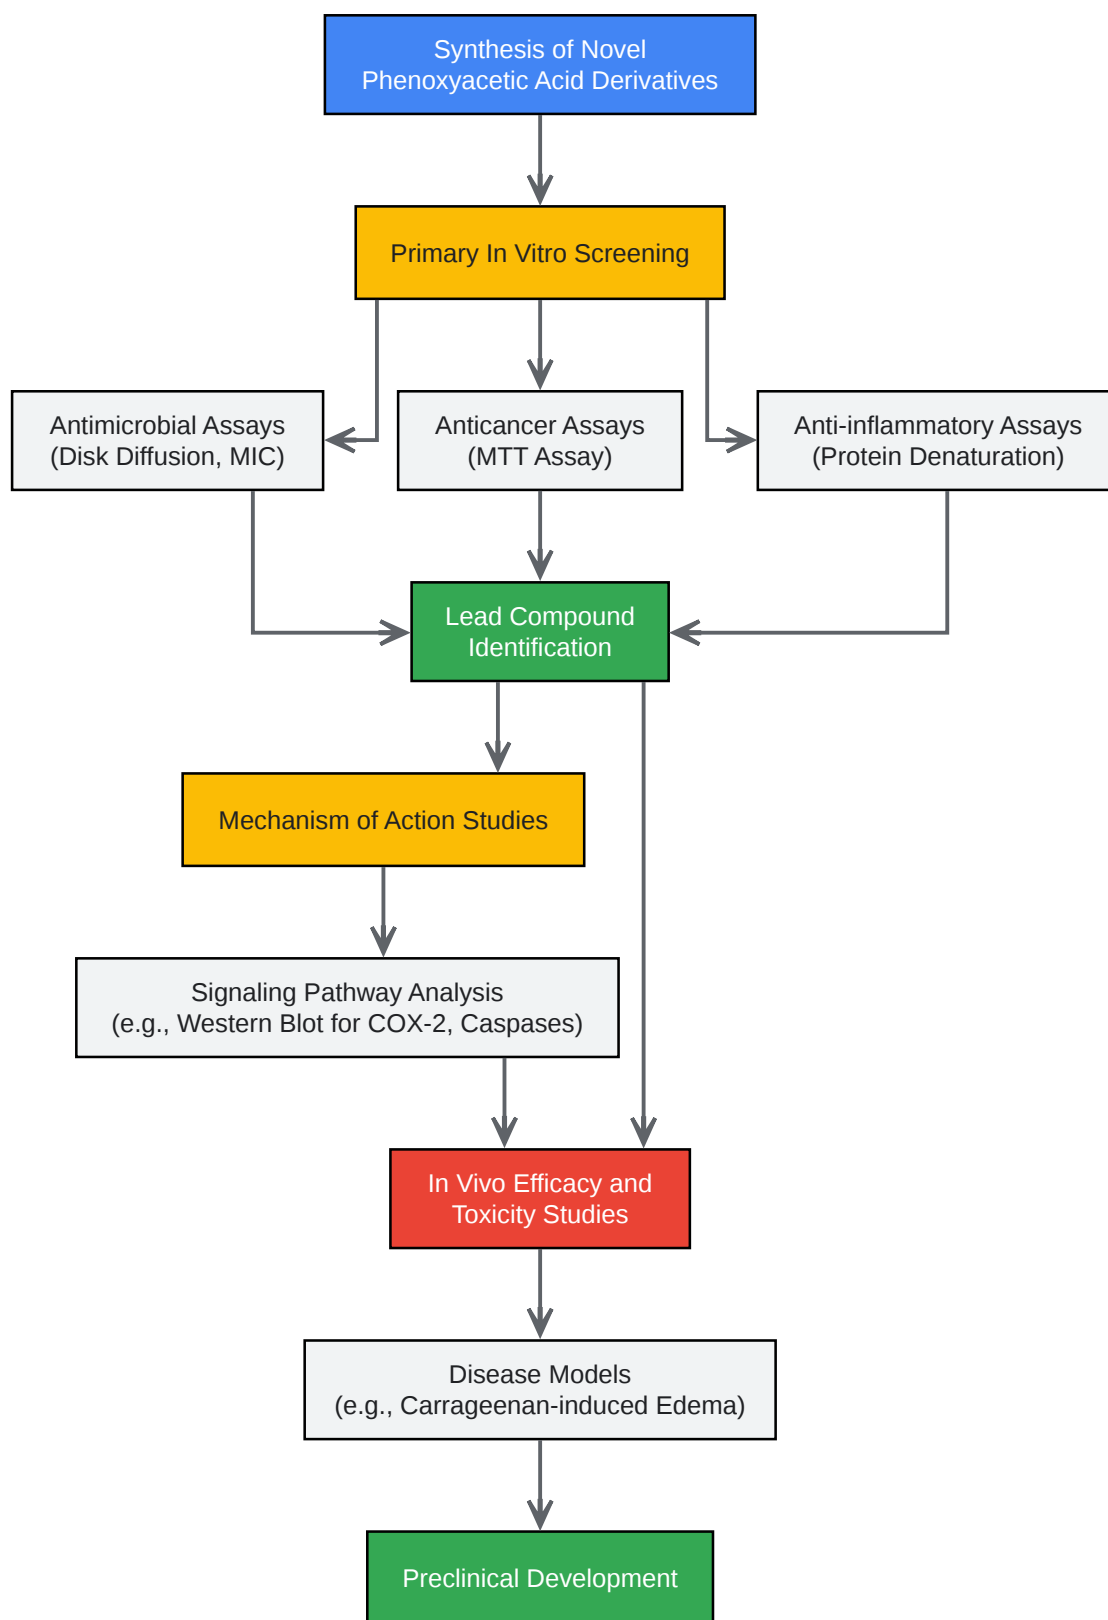 Synthesis of Novel
Phenoxyacetic Acid Derivatives
Primary In Vitro Screening
Antimicrobial Assays
(Disk Diffusion, MIC)
Anticancer Assays
(MTT Assay)
Anti-inflammatory Assays
(Protein Denaturation)
Lead Compound
Identification
Mechanism of Action Studies
Signaling Pathway Analysis
(e.g., Western Blot for COX-2, Caspases)
In Vivo Efficacy and
Toxicity Studies
Disease Models
(e.g., Carrageenan-induced Edema)
Preclinical Development